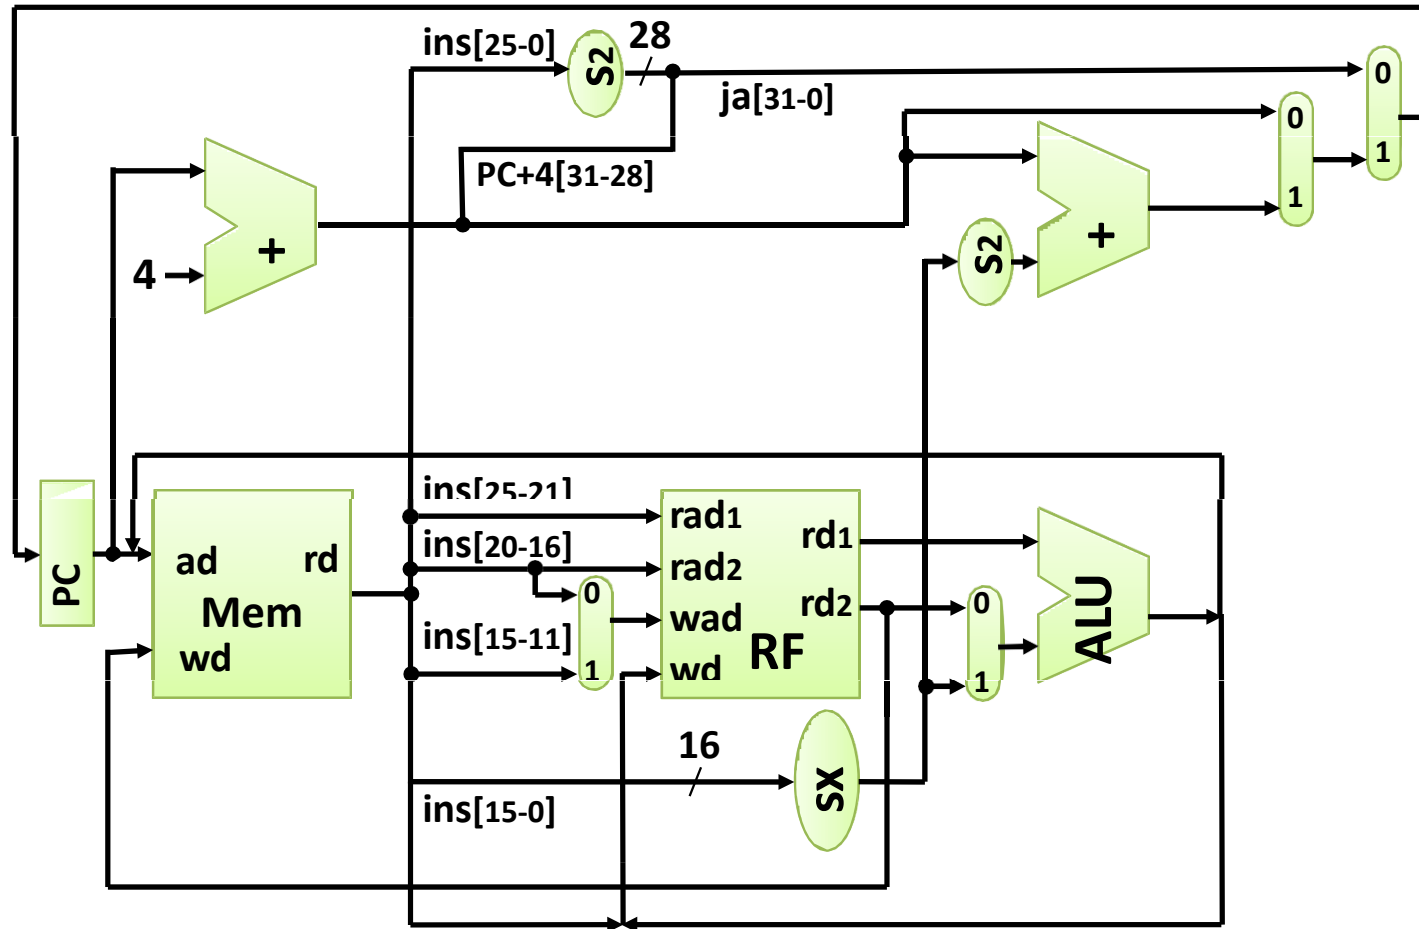 ins[25-0]
S2
28
ja[31-0]
0
1
0
1
PC+4[31-28]
+
4
S2
+
PC
ad
rd
Mem
wd
ins[25-21]
ins[20-16]
0
ins[15-11]
1
rad1
rad2
wad
wd
rd1
rd2
RF
0
1
ALU
16
sx
ins[15-0]